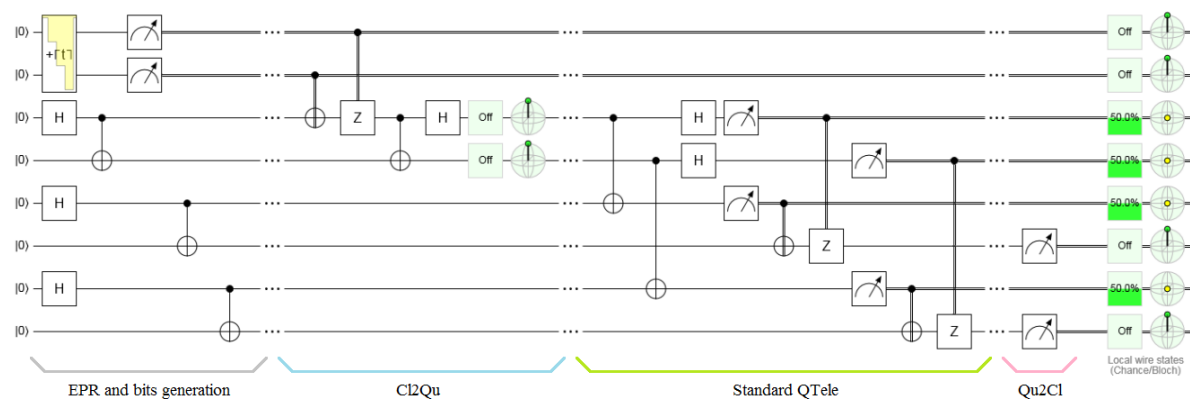 |0⟩ +⌈t⌉ ... ... ... Off
|0⟩ ... ... ... Off
|0⟩ H ... Z H Off ... H ... 50.0%
|0⟩ ... Off ... H ... 50.0%
|0⟩ H ... ... ... 50.0%
|0⟩ ... ... Z ... Off
|0⟩ H ... ... ... 50.0%
|0⟩ ... ... Z ... Off
Local wire states
(Chance/Bloch)
EPR and bits generation Cl2Qu Standard QTele Qu2Cl